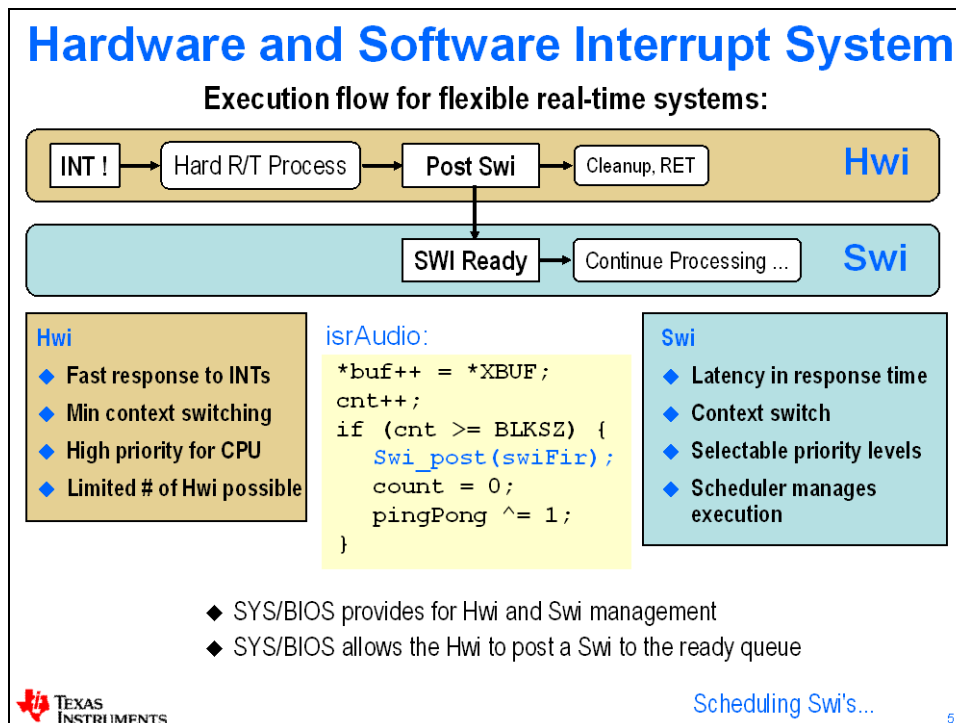 Hardware and Software Interrupt System
Execution flow for flexible real-time systems:
INT !
Hard R/T Process
Post Swi
Cleanup, RET
Hwi
SWI Ready
Continue Processing ...
Swi
Hwi
◆ Fast response to INTs
◆ Min context switching
◆ High priority for CPU
◆ Limited # of Hwi possible
isrAudio:
*buf++ = *XBUF;
cnt++;
if (cnt >= BLKSZ) {
Swi_post(swiFir);
count = 0;
pingPong ^= 1;
}
Swi
◆ Latency in response time
◆ Context switch
◆ Selectable priority levels
◆ Scheduler manages
execution
◆ SYS/BIOS provides for Hwi and Swi management
◆ SYS/BIOS allows the Hwi to post a Swi to the ready queue
TEXAS
INSTRUMENTS
Scheduling Swi's...
5